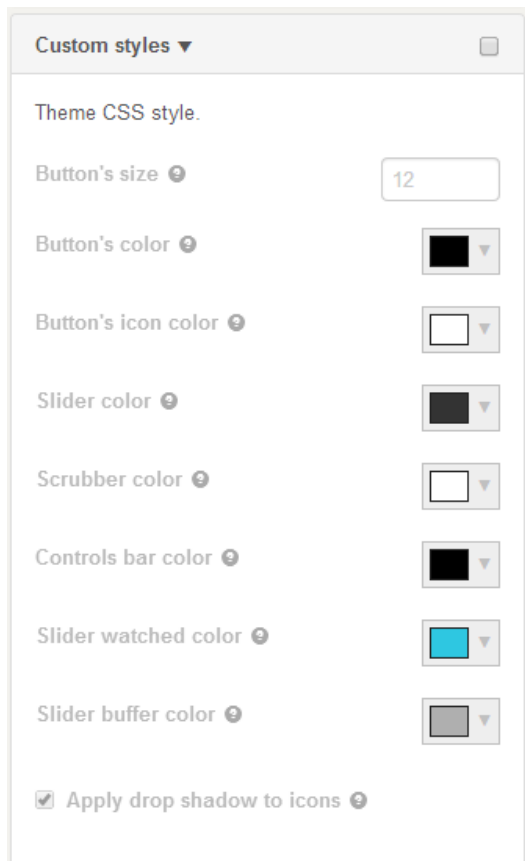 Custom styles ▼
Theme CSS style.
Button's size
12
Button's color
Button's icon color
Slider color
Scrubber color
Controls bar color
Slider watched color
Slider buffer color
Apply drop shadow to icons